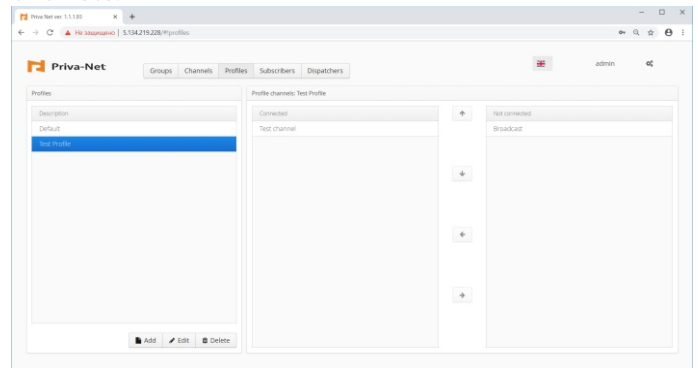 Priva Net ver. 1.1.1.80
Не защищено | 5.134.219.228/#!profiles
Priva-Net
Groups Channels Profiles Subscribers Dispatchers
admin
Profiles
Profile channels: Test Profile
Description
Connected
Not connected
Default
Test channel
Broadcast
Test Profile
Add Edit Delete